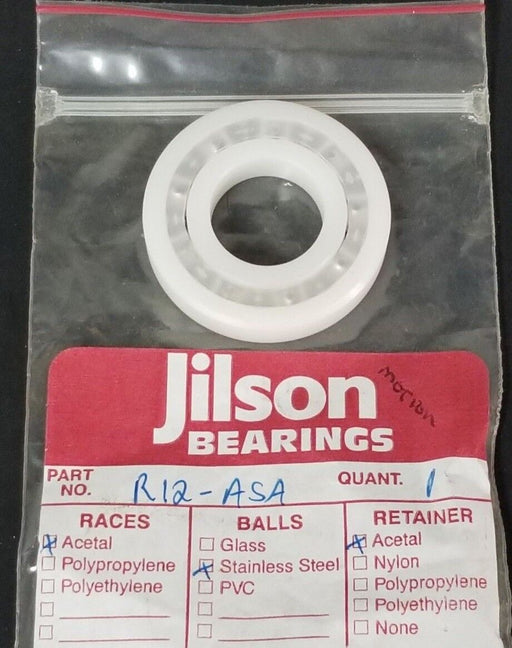 Jilson
BEARINGS
MOTION
PART NO. R12-ASA QUANT. 1
RACES
Acetal
Polypropylene
Polyethylene
BALLS
Glass
Stainless Steel
PVC
RETAINER
Acetal
Nylon
Polypropylene
Polyethylene
None